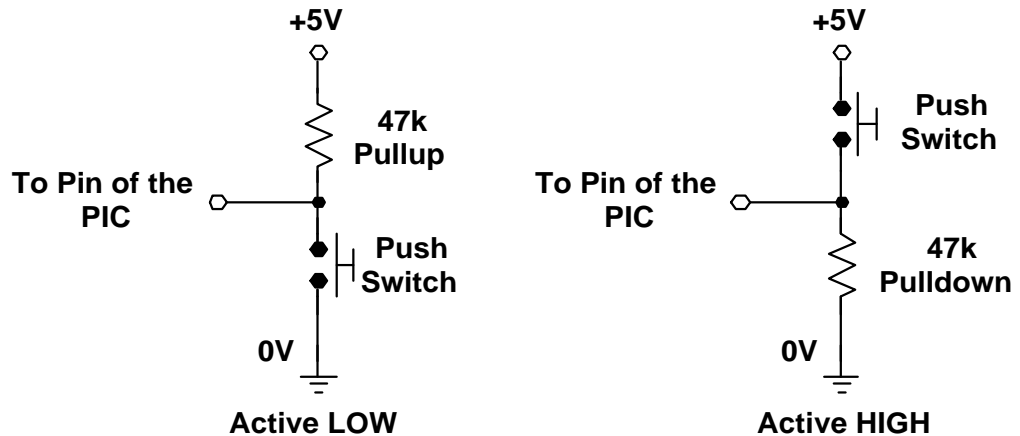 +5V
47k
Pullup
To Pin of the
PIC
Push
Switch
0V
Active LOW
+5V
Push
Switch
To Pin of the
PIC
47k
Pulldown
0V
Active HIGH